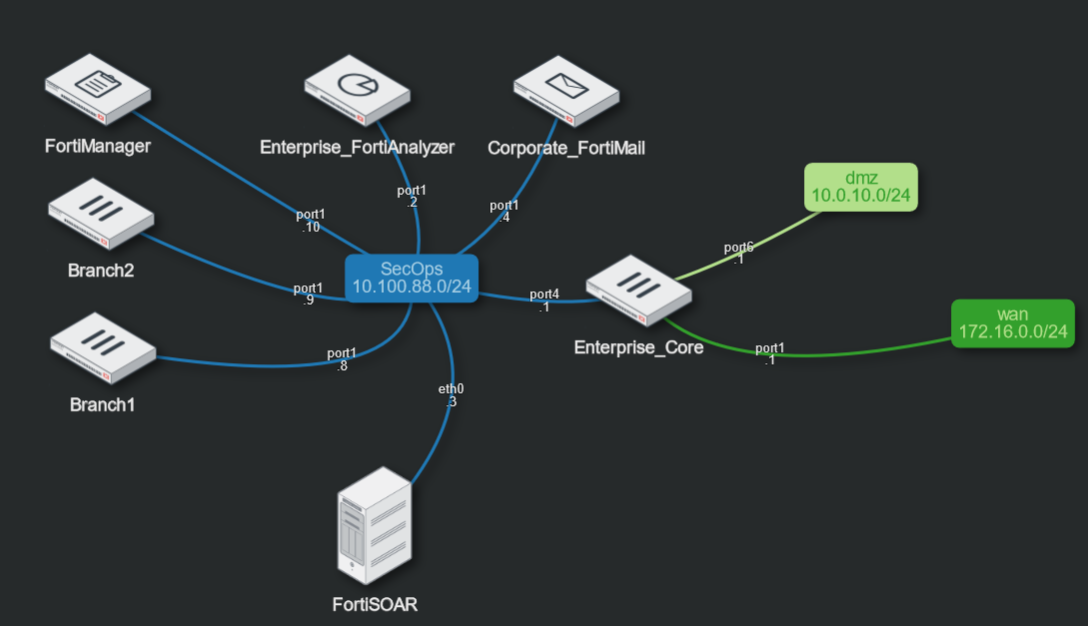 FortiManager
Enterprise_FortiAnalyzer
Corporate_FortiMail
port1
.10
port1
.2
port1
.4
dmz
10.0.10.0/24
Branch2
port1
.9
SecOps
10.100.88.0/24
port4
.1
port6
.1
Enterprise_Core
wan
172.16.0.0/24
port1
.1
Branch1
port1
.8
eth0
.3
FortiSOAR